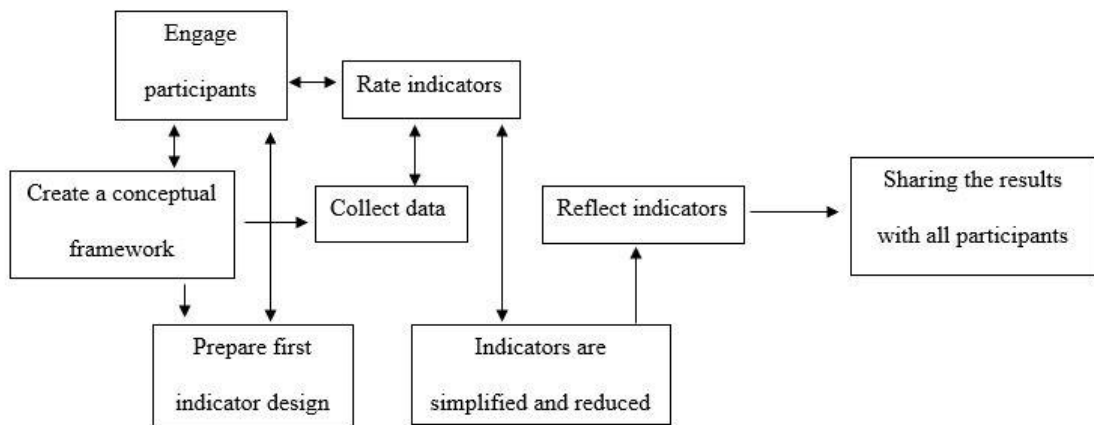 Engage
participants
Rate indicators
Create a conceptual
framework
Collect data
Reflect indicators
Sharing the results
with all participants
Prepare first
indicator design
Indicators are
simplified and reduced